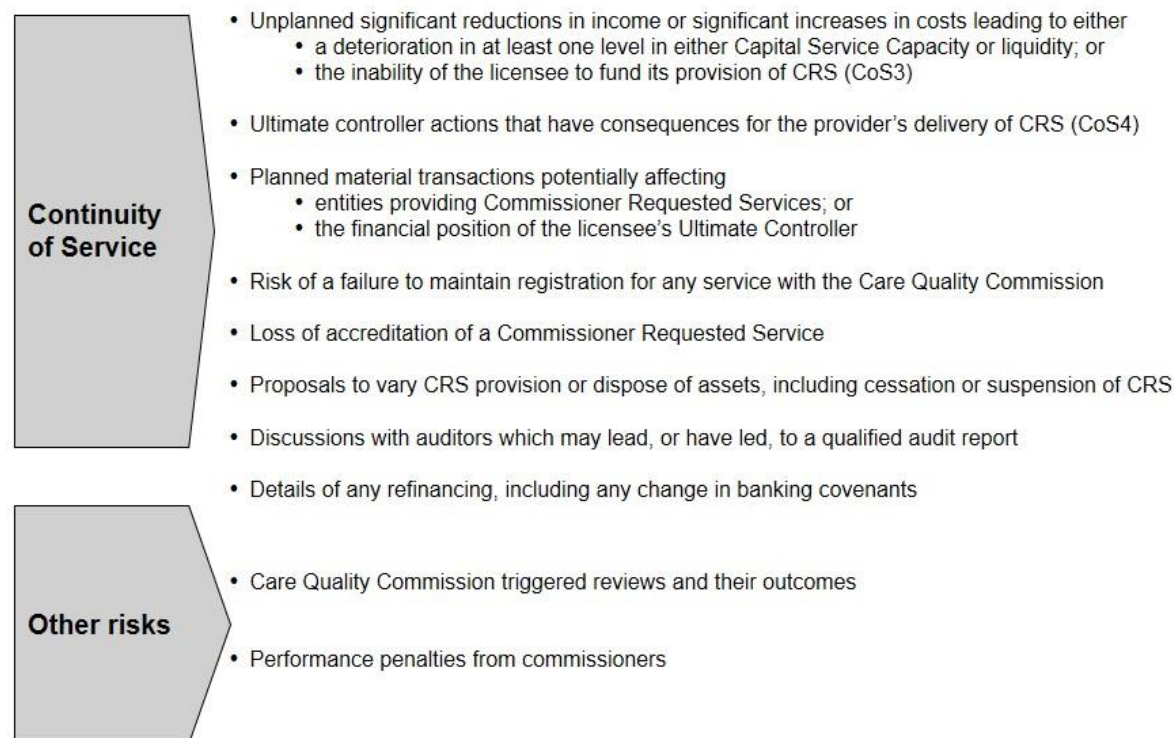 Continuity
of Service
• Unplanned significant reductions in income or significant increases in costs leading to either
• a deterioration in at least one level in either Capital Service Capacity or liquidity; or
• the inability of the licensee to fund its provision of CRS (CoS3)
• Ultimate controller actions that have consequences for the provider's delivery of CRS (CoS4)
• Planned material transactions potentially affecting
• entities providing Commissioner Requested Services; or
• the financial position of the licensee's Ultimate Controller
• Risk of a failure to maintain registration for any service with the Care Quality Commission
• Loss of accreditation of a Commissioner Requested Service
• Proposals to vary CRS provision or dispose of assets, including cessation or suspension of CRS
• Discussions with auditors which may lead, or have led, to a qualified audit report
• Details of any refinancing, including any change in banking covenants
Other risks
• Care Quality Commission triggered reviews and their outcomes
• Performance penalties from commissioners